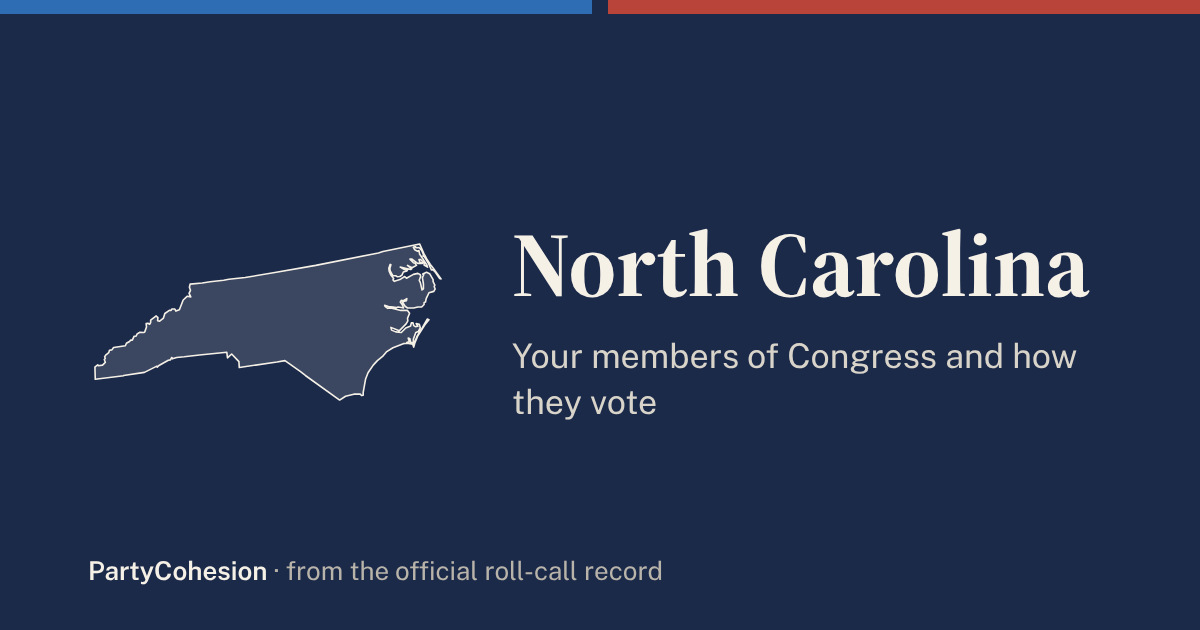 North Carolina
Your members of Congress and how
they vote
PartyCohesion · from the official roll-call record